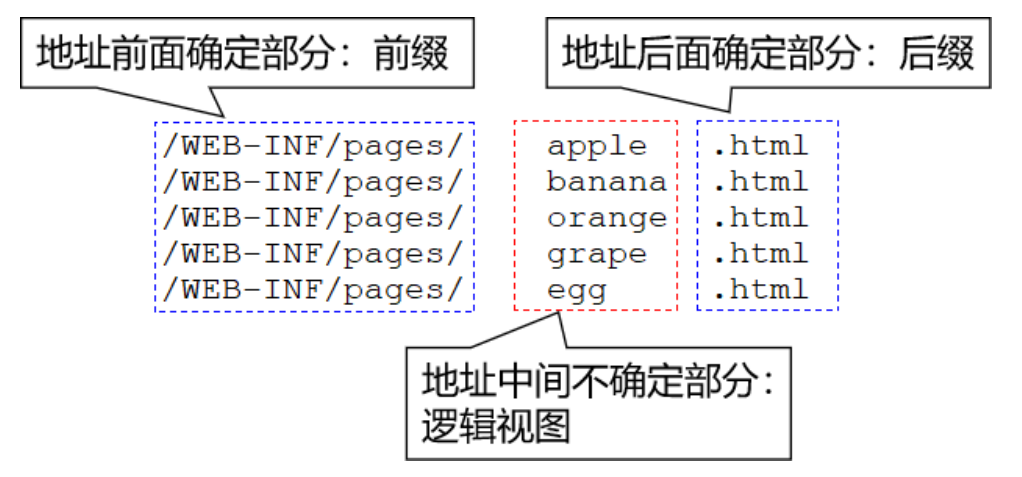 地址前面确定部分：前缀
地址后面确定部分：后缀
/WEB-INF/pages/ apple .html
/WEB-INF/pages/ banana .html
/WEB-INF/pages/ orange .html
/WEB-INF/pages/ grape .html
/WEB-INF/pages/ egg .html
地址中间不确定部分：
逻辑视图